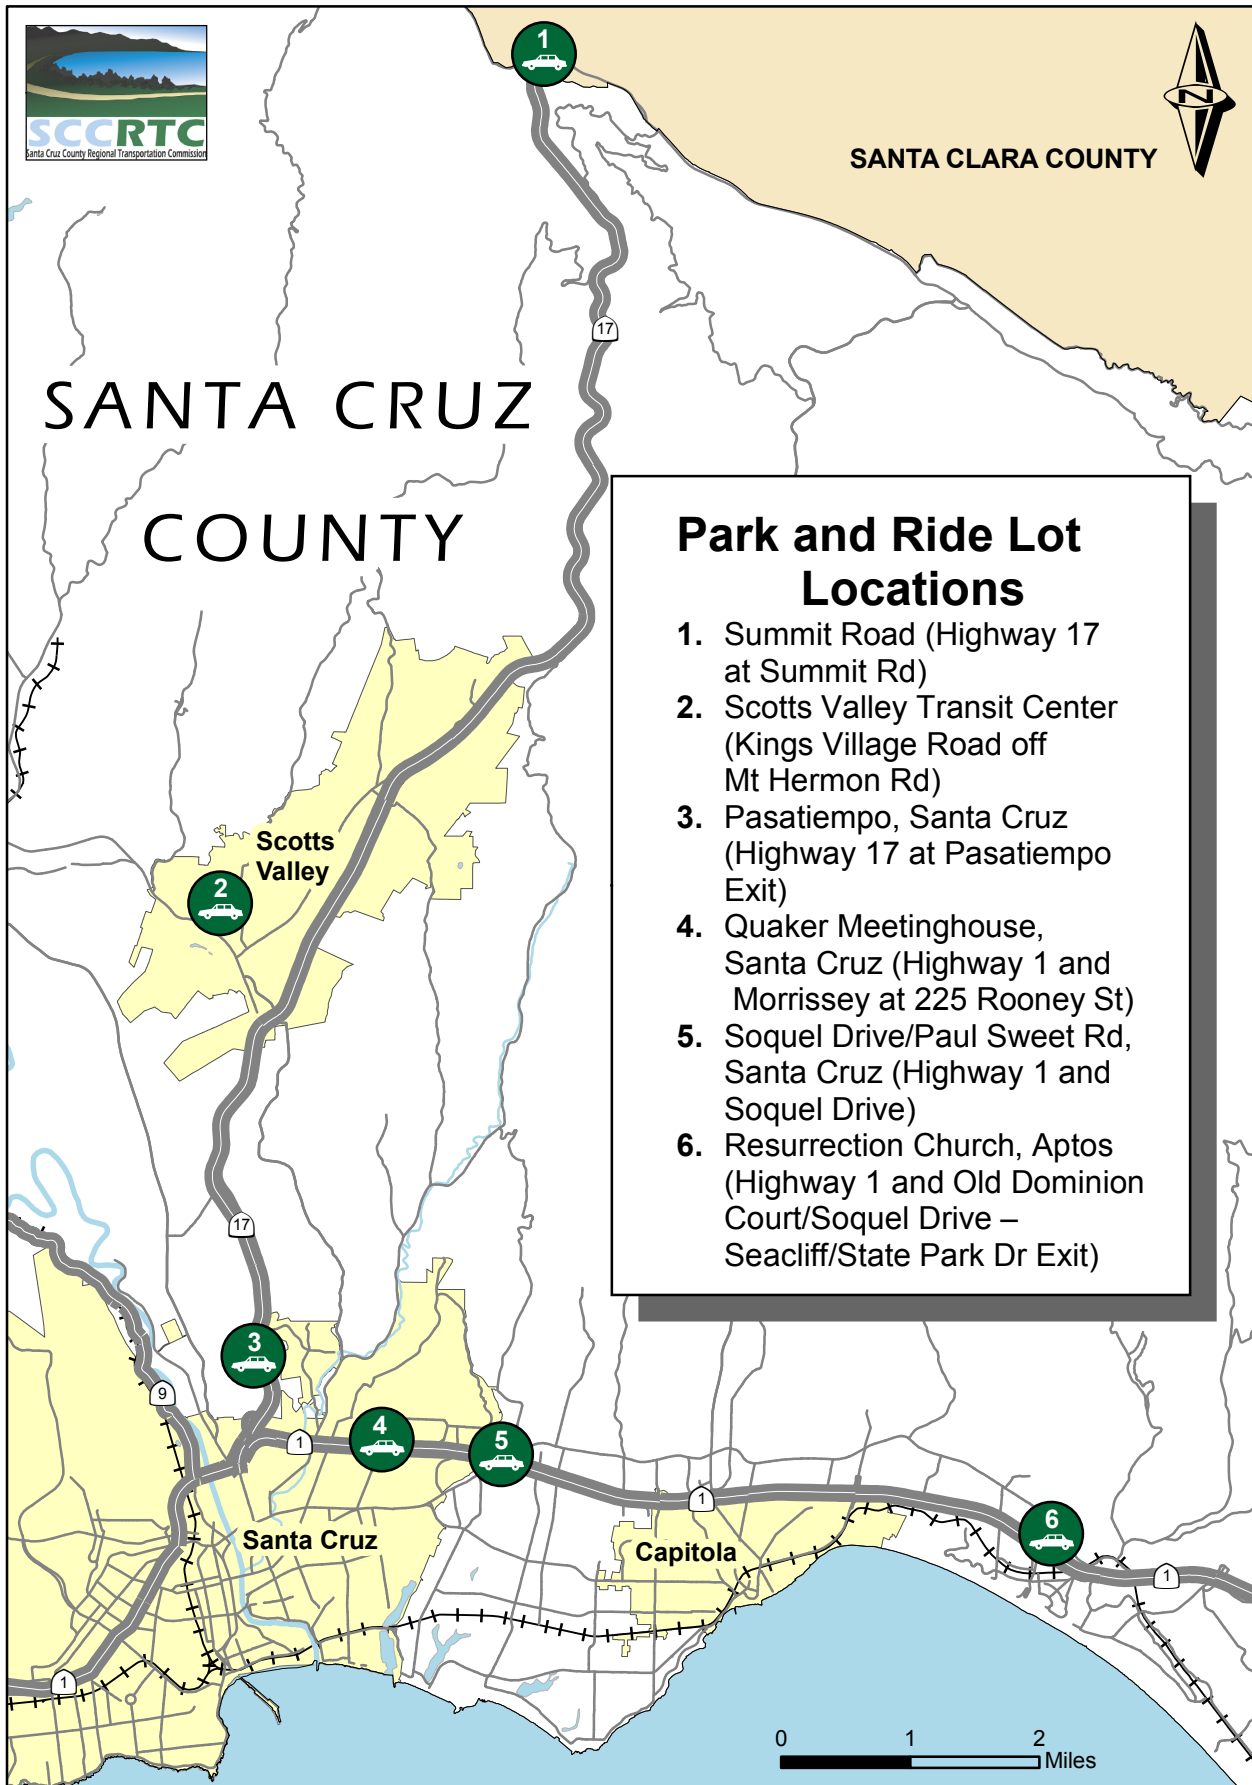 SCCRTC
Santa Cruz County Regional Transportation Commission
1
N
SANTA CLARA COUNTY
17
SANTA CRUZ
COUNTY
Park and Ride Lot
Locations
1. Summit Road (Highway 17
at Summit Rd)
2. Scotts Valley Transit Center
(Kings Village Road off
Mt Hermon Rd)
3. Pasatiempo, Santa Cruz
(Highway 17 at Pasatiempo
Exit)
4. Quaker Meetinghouse,
Santa Cruz (Highway 1 and
Morrissey at 225 Rooney St)
5. Soquel Drive/Paul Sweet Rd,
Santa Cruz (Highway 1 and
Soquel Drive)
6. Resurrection Church, Aptos
(Highway 1 and Old Dominion
Court/Soquel Drive –
Seacliff/State Park Dr Exit)
Scotts
Valley
2
17
3
9
1
4
5
1
6
1
Santa Cruz
Capitola
1
0 1 2
Miles